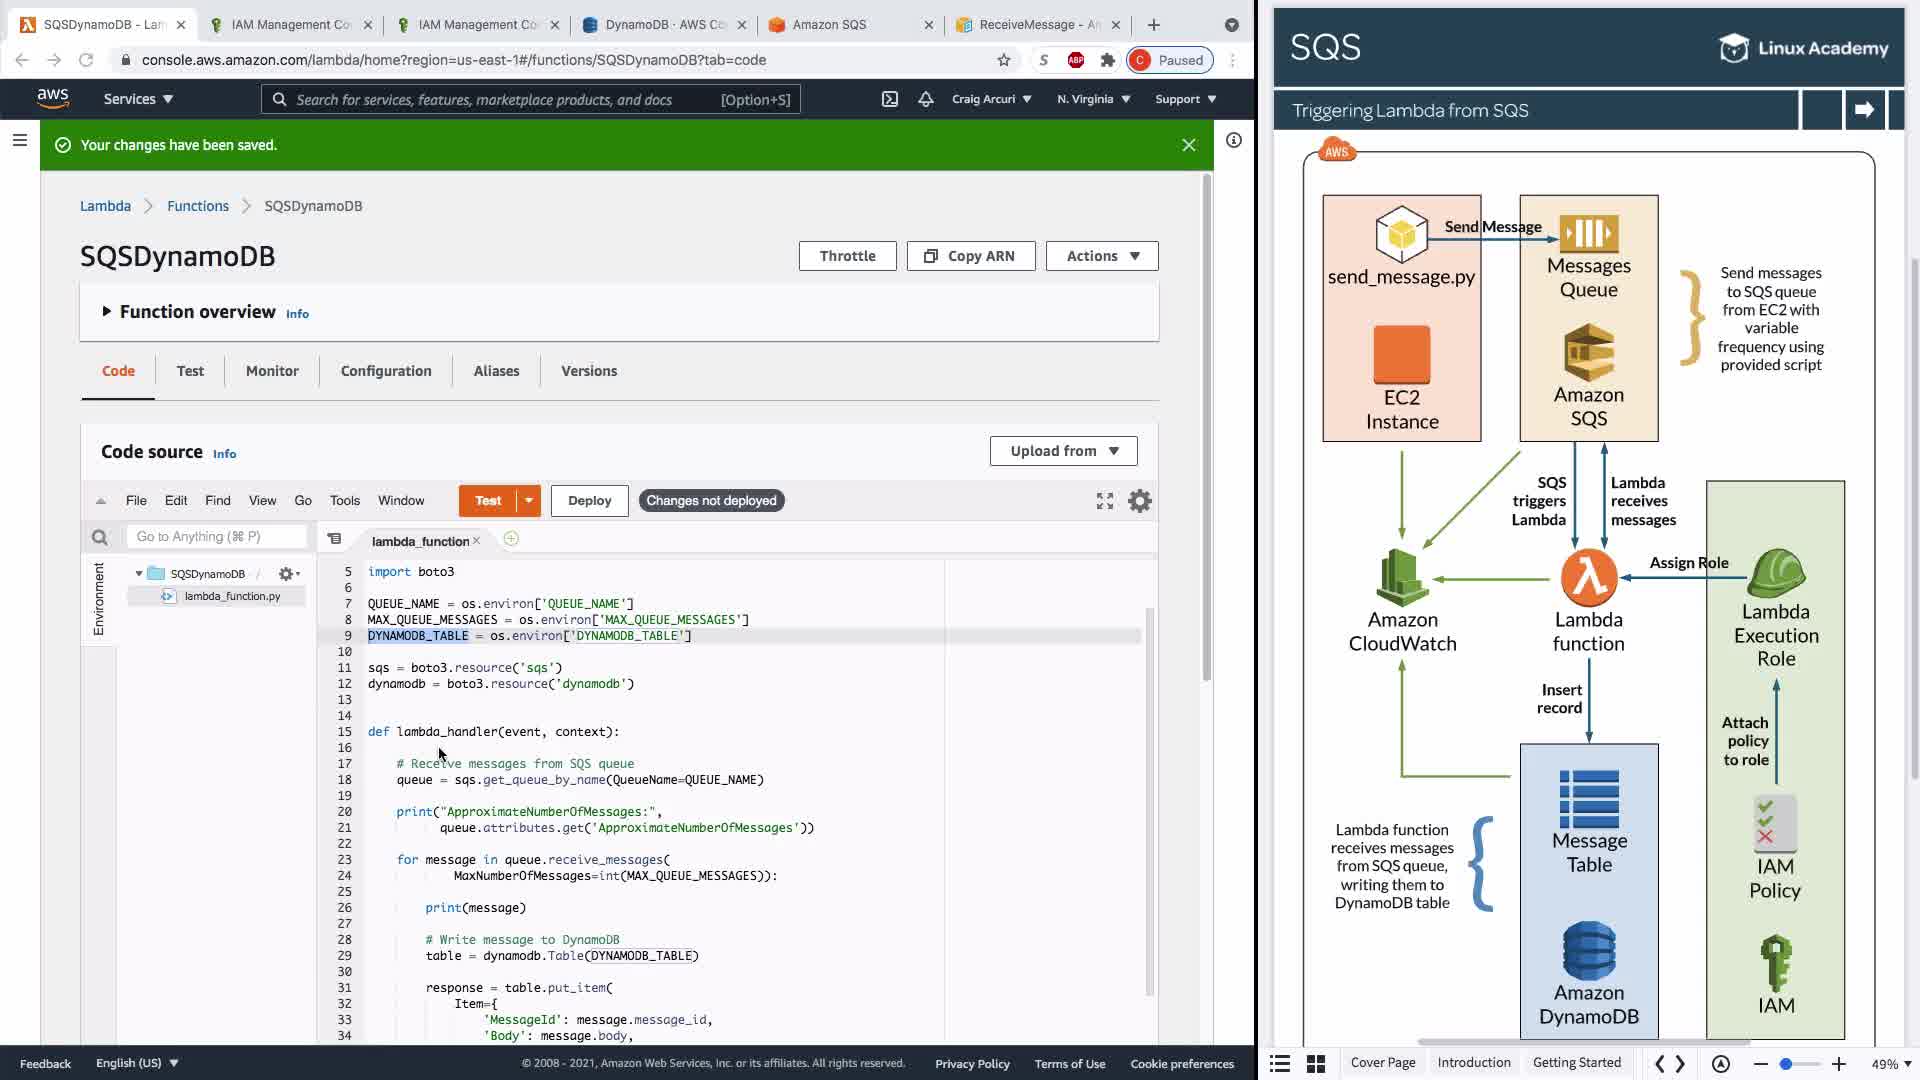 SQSDynamoDB - Lam
IAM Management Co
IAM Management Co
DynamoDB · AWS Co
Amazon SQS
ReceiveMessage - A
console.aws.amazon.com/lambda/home?region=us-east-1#/functions/SQSDynamoDB?tab=code
S
ABP
C Paused
aws
Services
Search for services, features, marketplace products, and docs
[Option+S]
Craig Arcuri
N. Virginia
Support
Your changes have been saved.
Lambda
Functions
SQSDynamoDB
SQSDynamoDB
Throttle
Copy ARN
Actions
Function overview Info
Code
Test
Monitor
Configuration
Aliases
Versions
Code source Info
Upload from
File
Edit
Find
View
Go
Tools
Window
Test
Deploy
Changes not deployed
Go to Anything (⌘ P)
lambda_function
Environment
SQSDynamoDB /
lambda_function.py
5 import boto3
6
7 QUEUE_NAME = os.environ['QUEUE_NAME']
8 MAX_QUEUE_MESSAGES = os.environ['MAX_QUEUE_MESSAGES']
9 DYNAMODB_TABLE = os.environ['DYNAMODB_TABLE']
10
11 sqs = boto3.resource('sqs')
12 dynamodb = boto3.resource('dynamodb')
13
14
15 def lambda_handler(event, context):
16
17 # Receive messages from SQS queue
18 queue = sqs.get_queue_by_name(QueueName=QUEUE_NAME)
19
20 print("ApproximateNumberOfMessages:",
21 queue.attributes.get('ApproximateNumberOfMessages'))
22
23 for message in queue.receive_messages(
24 MaxNumberOfMessages=int(MAX_QUEUE_MESSAGES)):
25
26 print(message)
27
28 # Write message to DynamoDB
29 table = dynamodb.Table(DYNAMODB_TABLE)
30
31 response = table.put_item(
32 Item={
33 'MessageId': message.message_id,
34 'Body': message.body,
Feedback
English (US)
© 2008 - 2021, Amazon Web Services, Inc. or its affiliates. All rights reserved.
Privacy Policy
Terms of Use
Cookie preferences
SQS
Linux Academy
Triggering Lambda from SQS
AWS
send_message.py
EC2
Instance
Send Message
Messages
Queue
Amazon
SQS
Send messages
to SQS queue
from EC2 with
variable
frequency using
provided script
SQS
triggers
Lambda
Lambda
receives
messages
Amazon
CloudWatch
Lambda
function
Assign Role
Lambda
Execution
Role
Insert
record
Attach
policy
to role
Lambda function
receives messages
from SQS queue,
writing them to
DynamoDB table
Message
Table
Amazon
DynamoDB
IAM
Policy
IAM
Cover Page
Introduction
Getting Started
49%